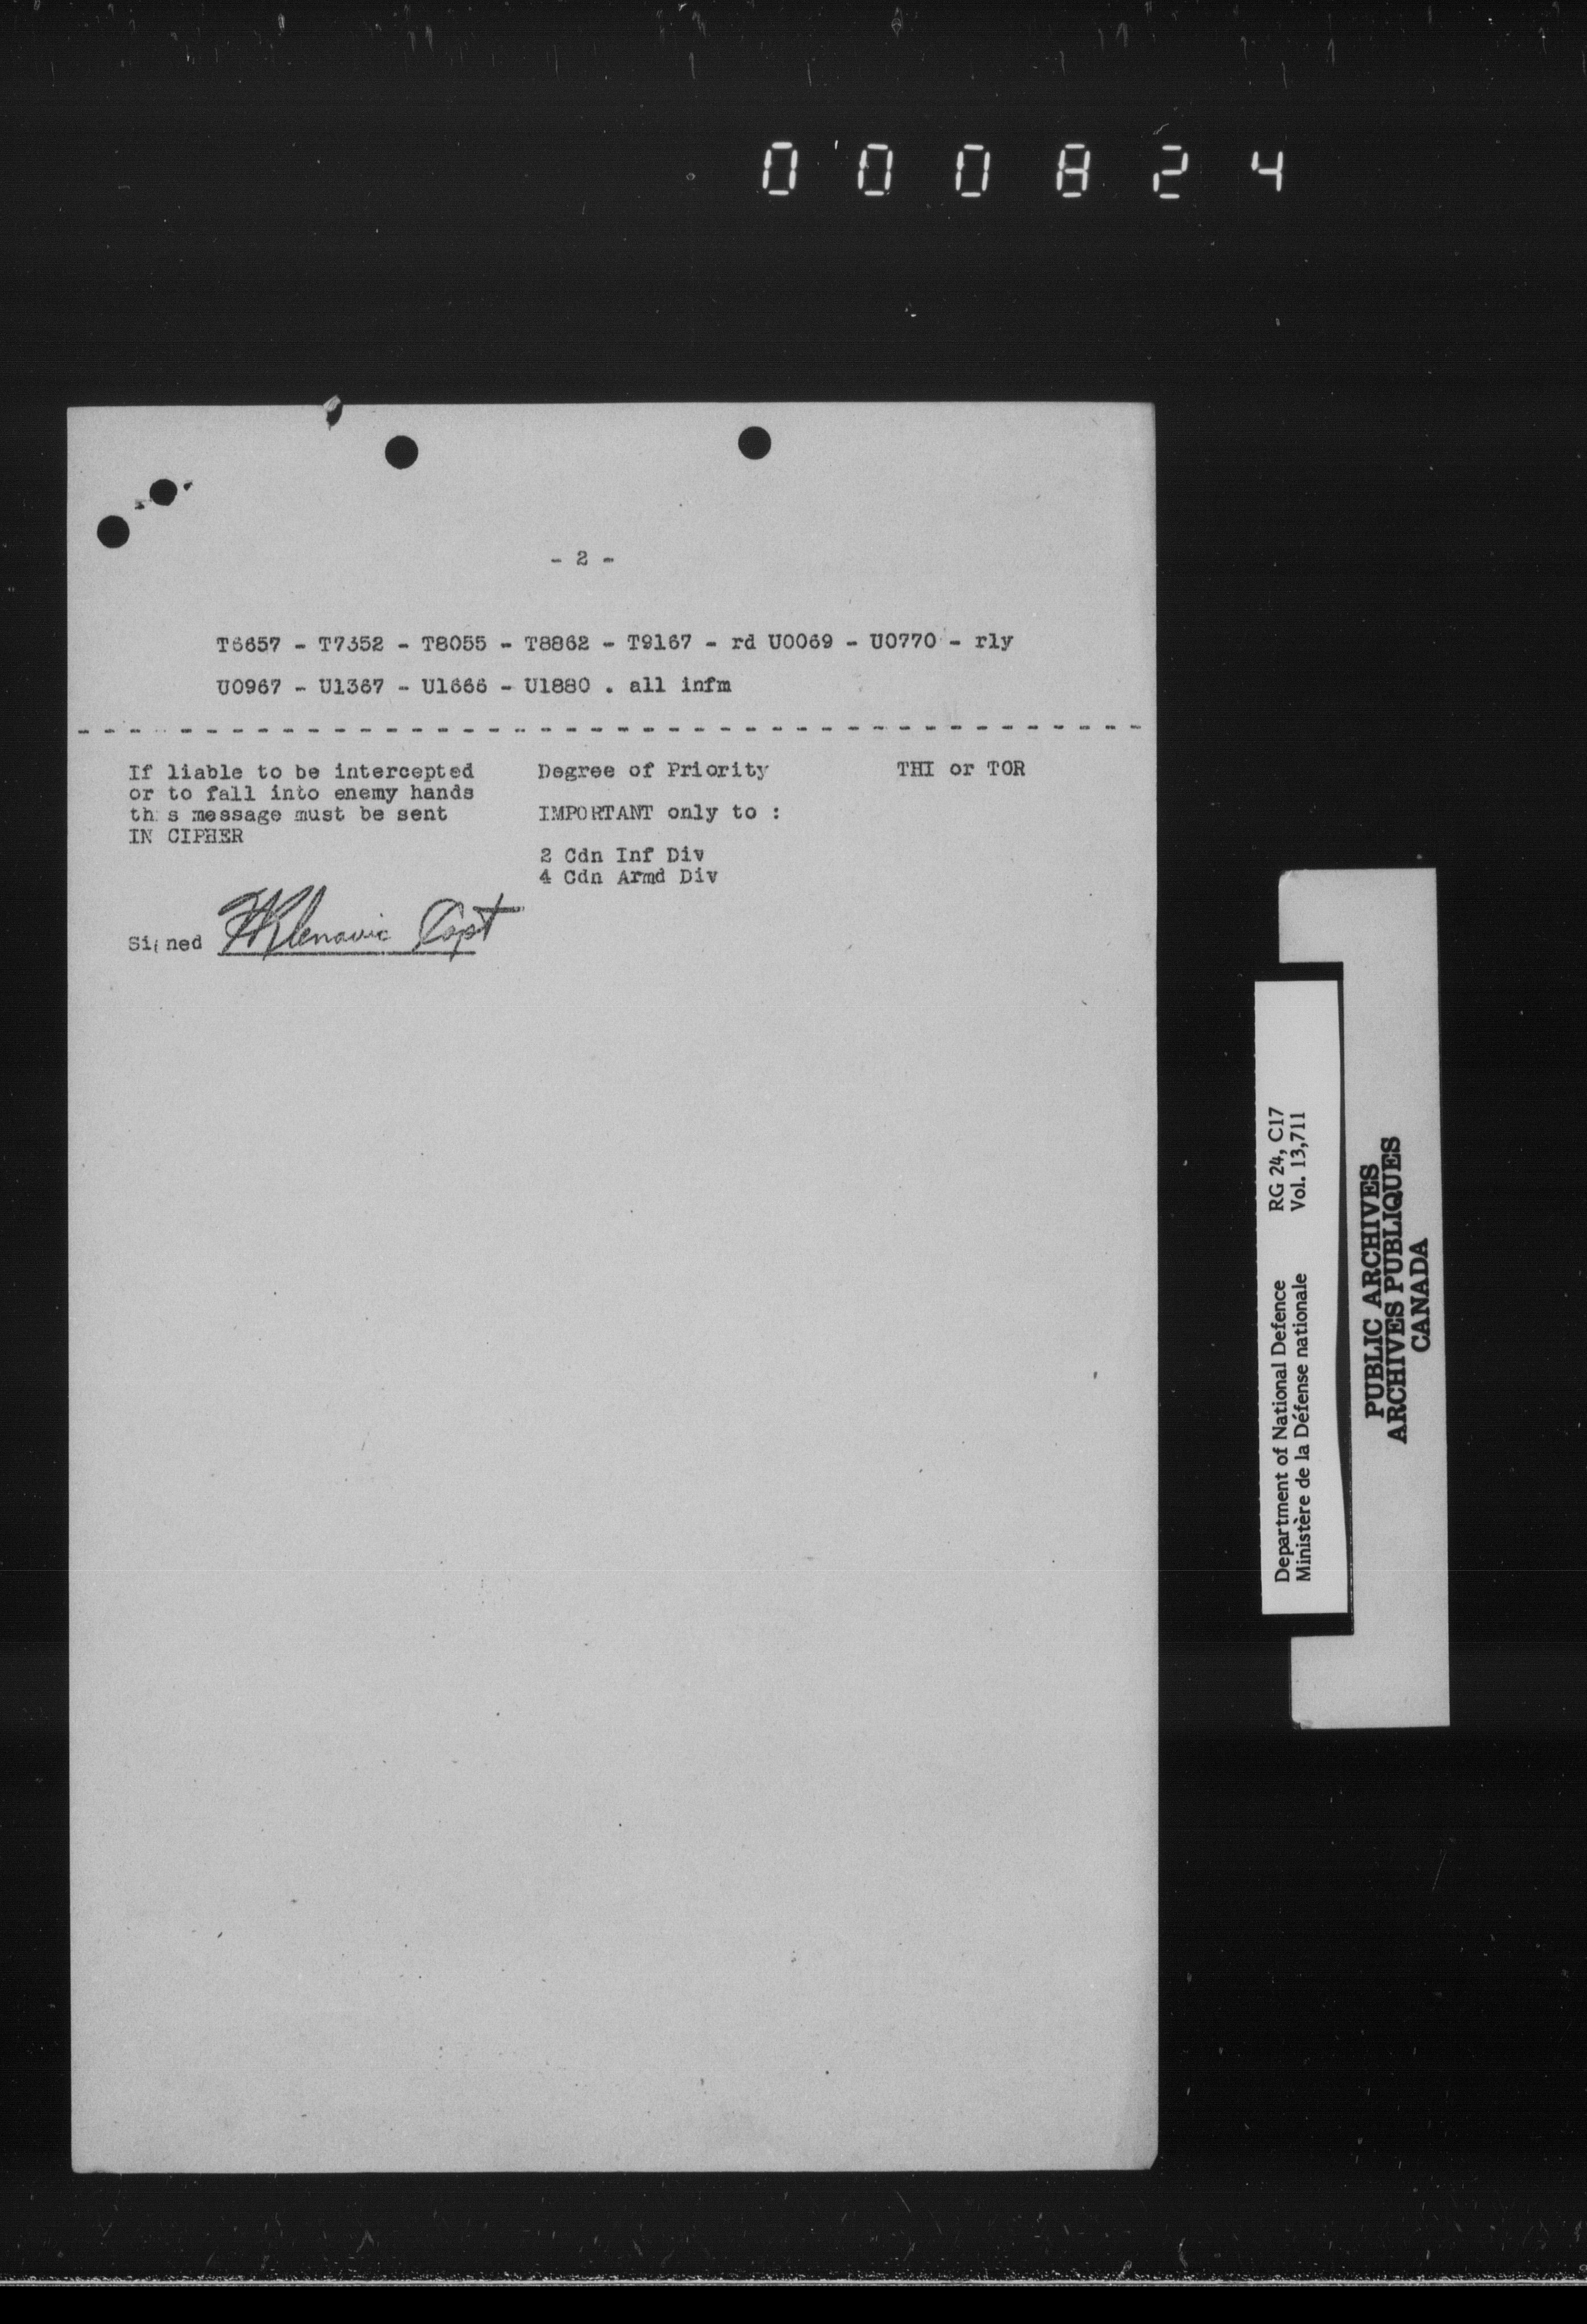 000824
- 2 -
T6657 - T7352 - T8055 - T8862 - T9167 - rd U0069 - U0770 - rly
U0967 - U1367 - U1666 - U1880 . all infm
If liable to be intercepted
or to fall into enemy hands
th s message must be sent
IN CIPHER
Degree of Priority
IMPORTANT only to :
2 Cdn Inf Div
4 Cdn Armd Div
THI or TOR
Signed Capt
Department of National Defence RG 24, C17
Ministère de la Défense nationale Vol. 13,711
PUBLIC ARCHIVES
ARCHIVES PUBLIQUES
CANADA